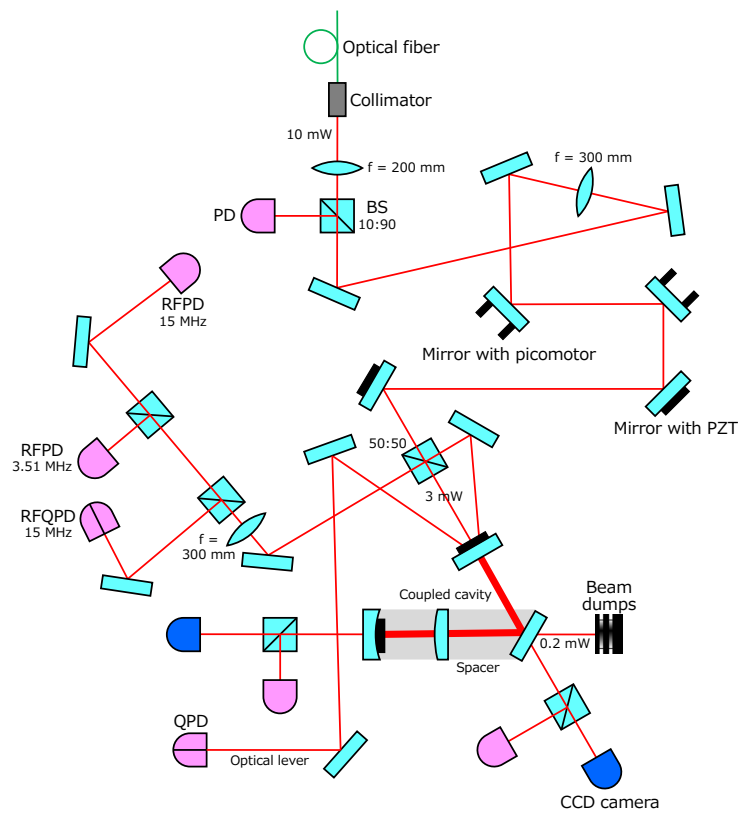 Optical fiber
Collimator
10 mW
f = 200 mm
f = 300 mm
PD
BS
10:90
RFPD
15 MHz
Mirror with picomotor
Mirror with PZT
50:50
RFPD
3.51 MHz
3 mW
RFQPD
15 MHz
f =
300 mm
Coupled cavity
Beam
dumps
0.2 mW
Spacer
QPD
Optical lever
CCD camera